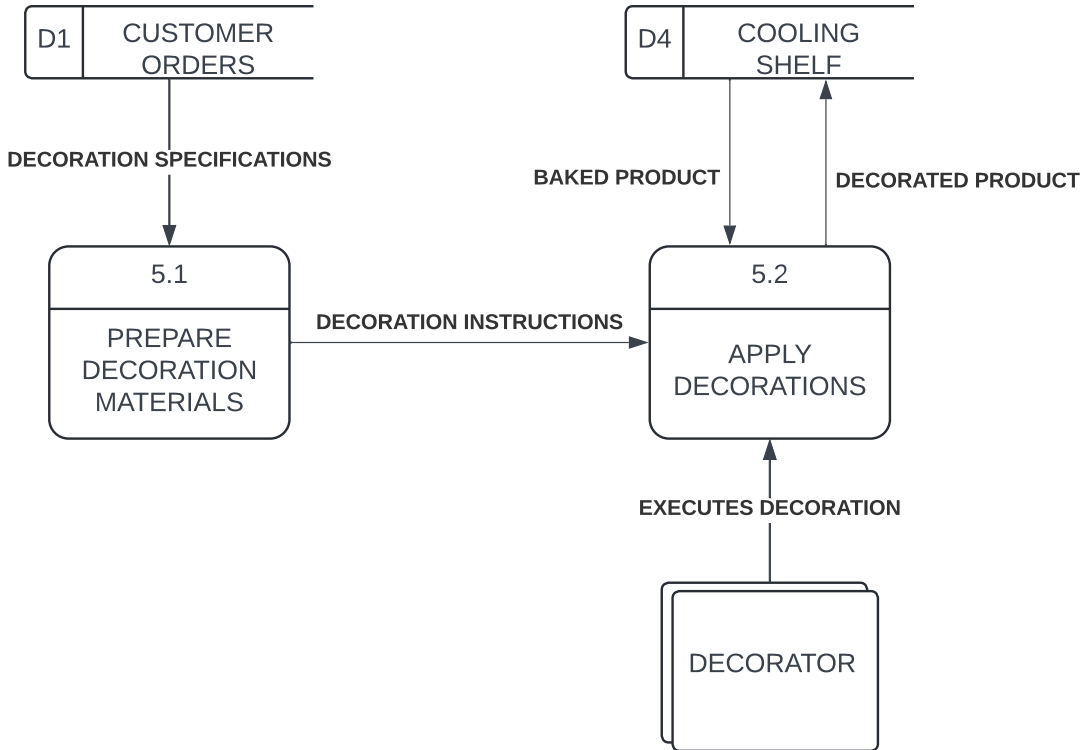 D1
CUSTOMER
ORDERS
D4
COOLING
SHELF
DECORATION SPECIFICATIONS
BAKED PRODUCT
DECORATED PRODUCT
5.1
PREPARE
DECORATION
MATERIALS
DECORATION INSTRUCTIONS
5.2
APPLY
DECORATIONS
EXECUTES DECORATION
DECORATOR